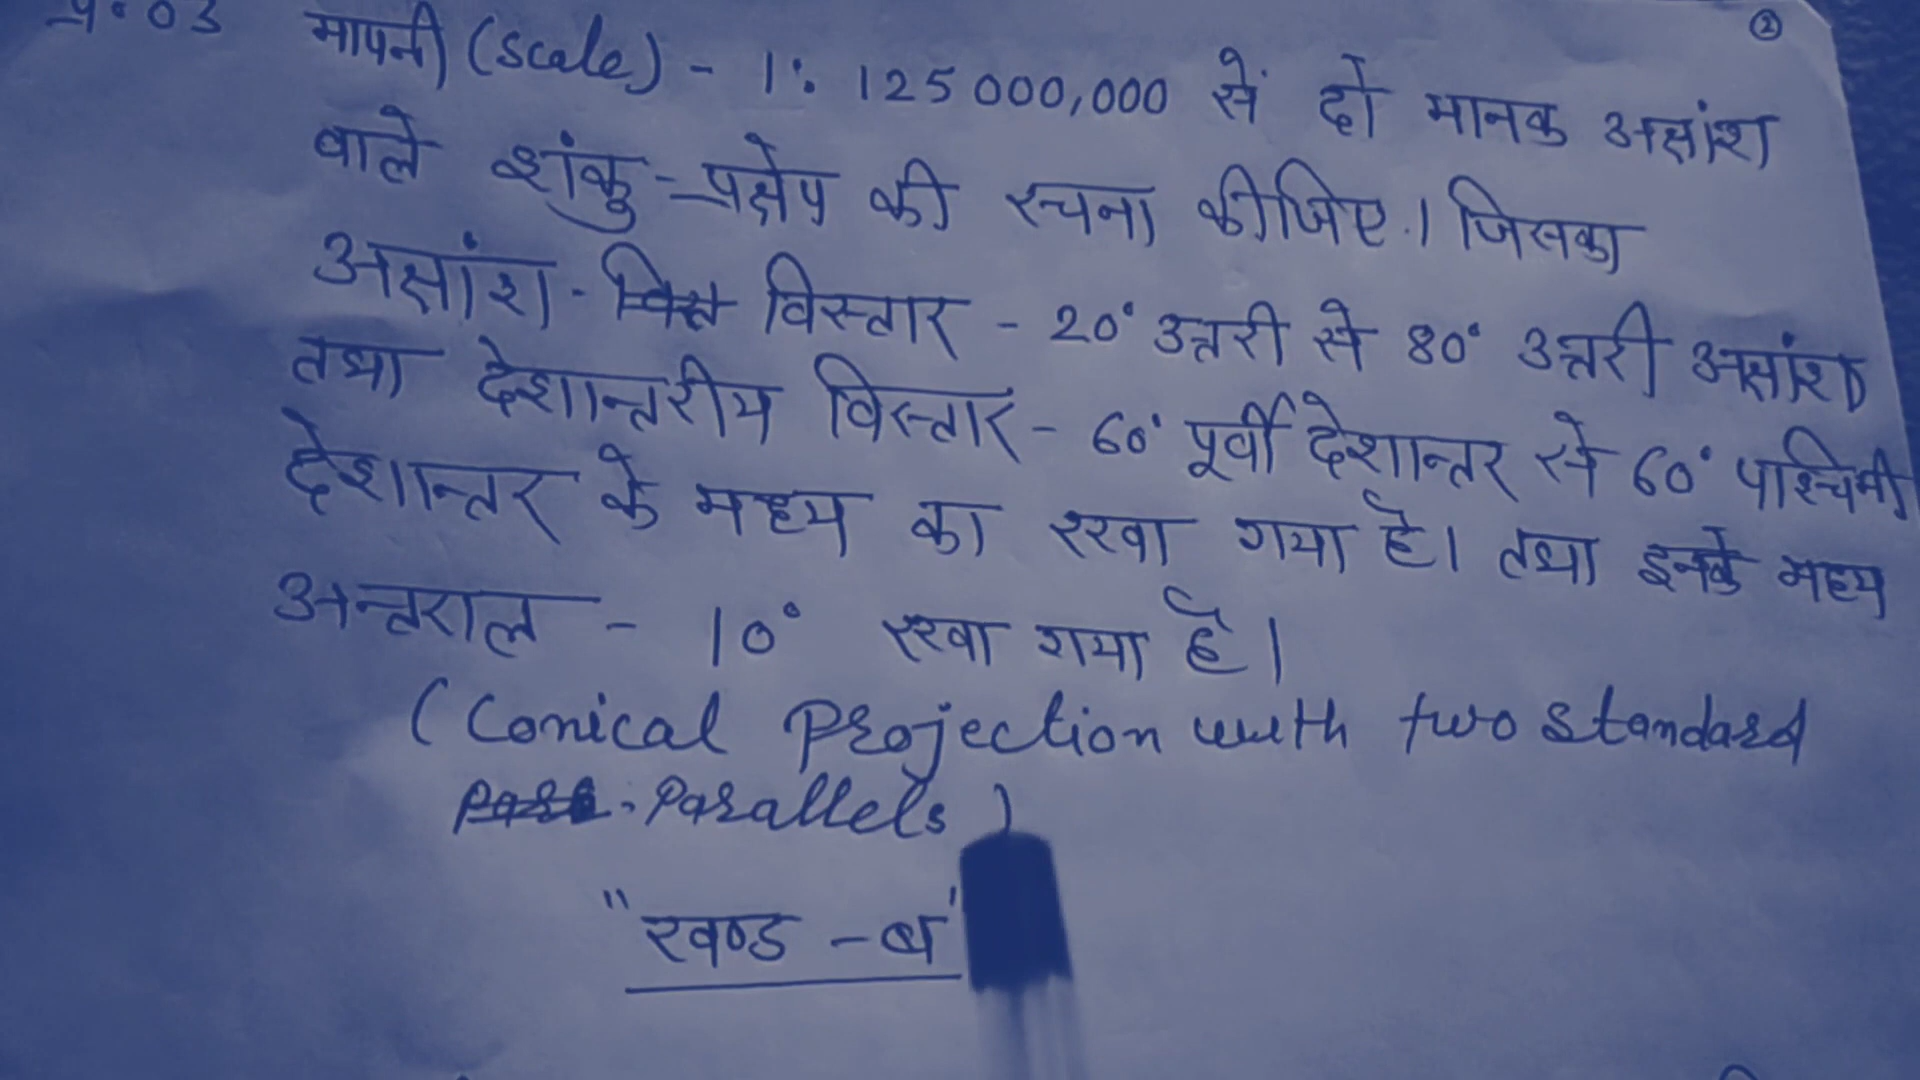 ②
प्र. 03 मापनी (Scale) - 1: 125000,000 से दो मानक अक्षांश
वाले शंकु-प्रक्षेप की रचना कीजिए। जिसका
अक्षांश - विस्तार - 20° उत्तरी से 80° उत्तरी अक्षांश
तथा देशान्तरीय विस्तार - 60° पूर्वी देशान्तर से 60° पश्चिमी
देशान्तर के मध्य का रखा गया है। तथा इनके मध्य
अन्तराल - 10° रखा गया है।
(Conical Projection with two standard
Parallels)
"खण्ड - ब"